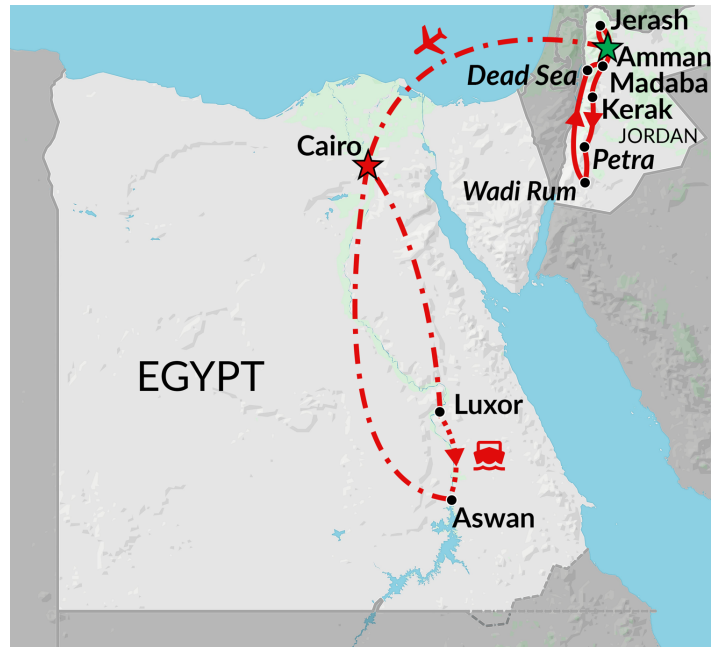 Jerash
Amman
Dead Sea
Madaba
Kerak
JORDAN
Cairo
Petra
Wadi Rum
EGYPT
Luxor
Aswan